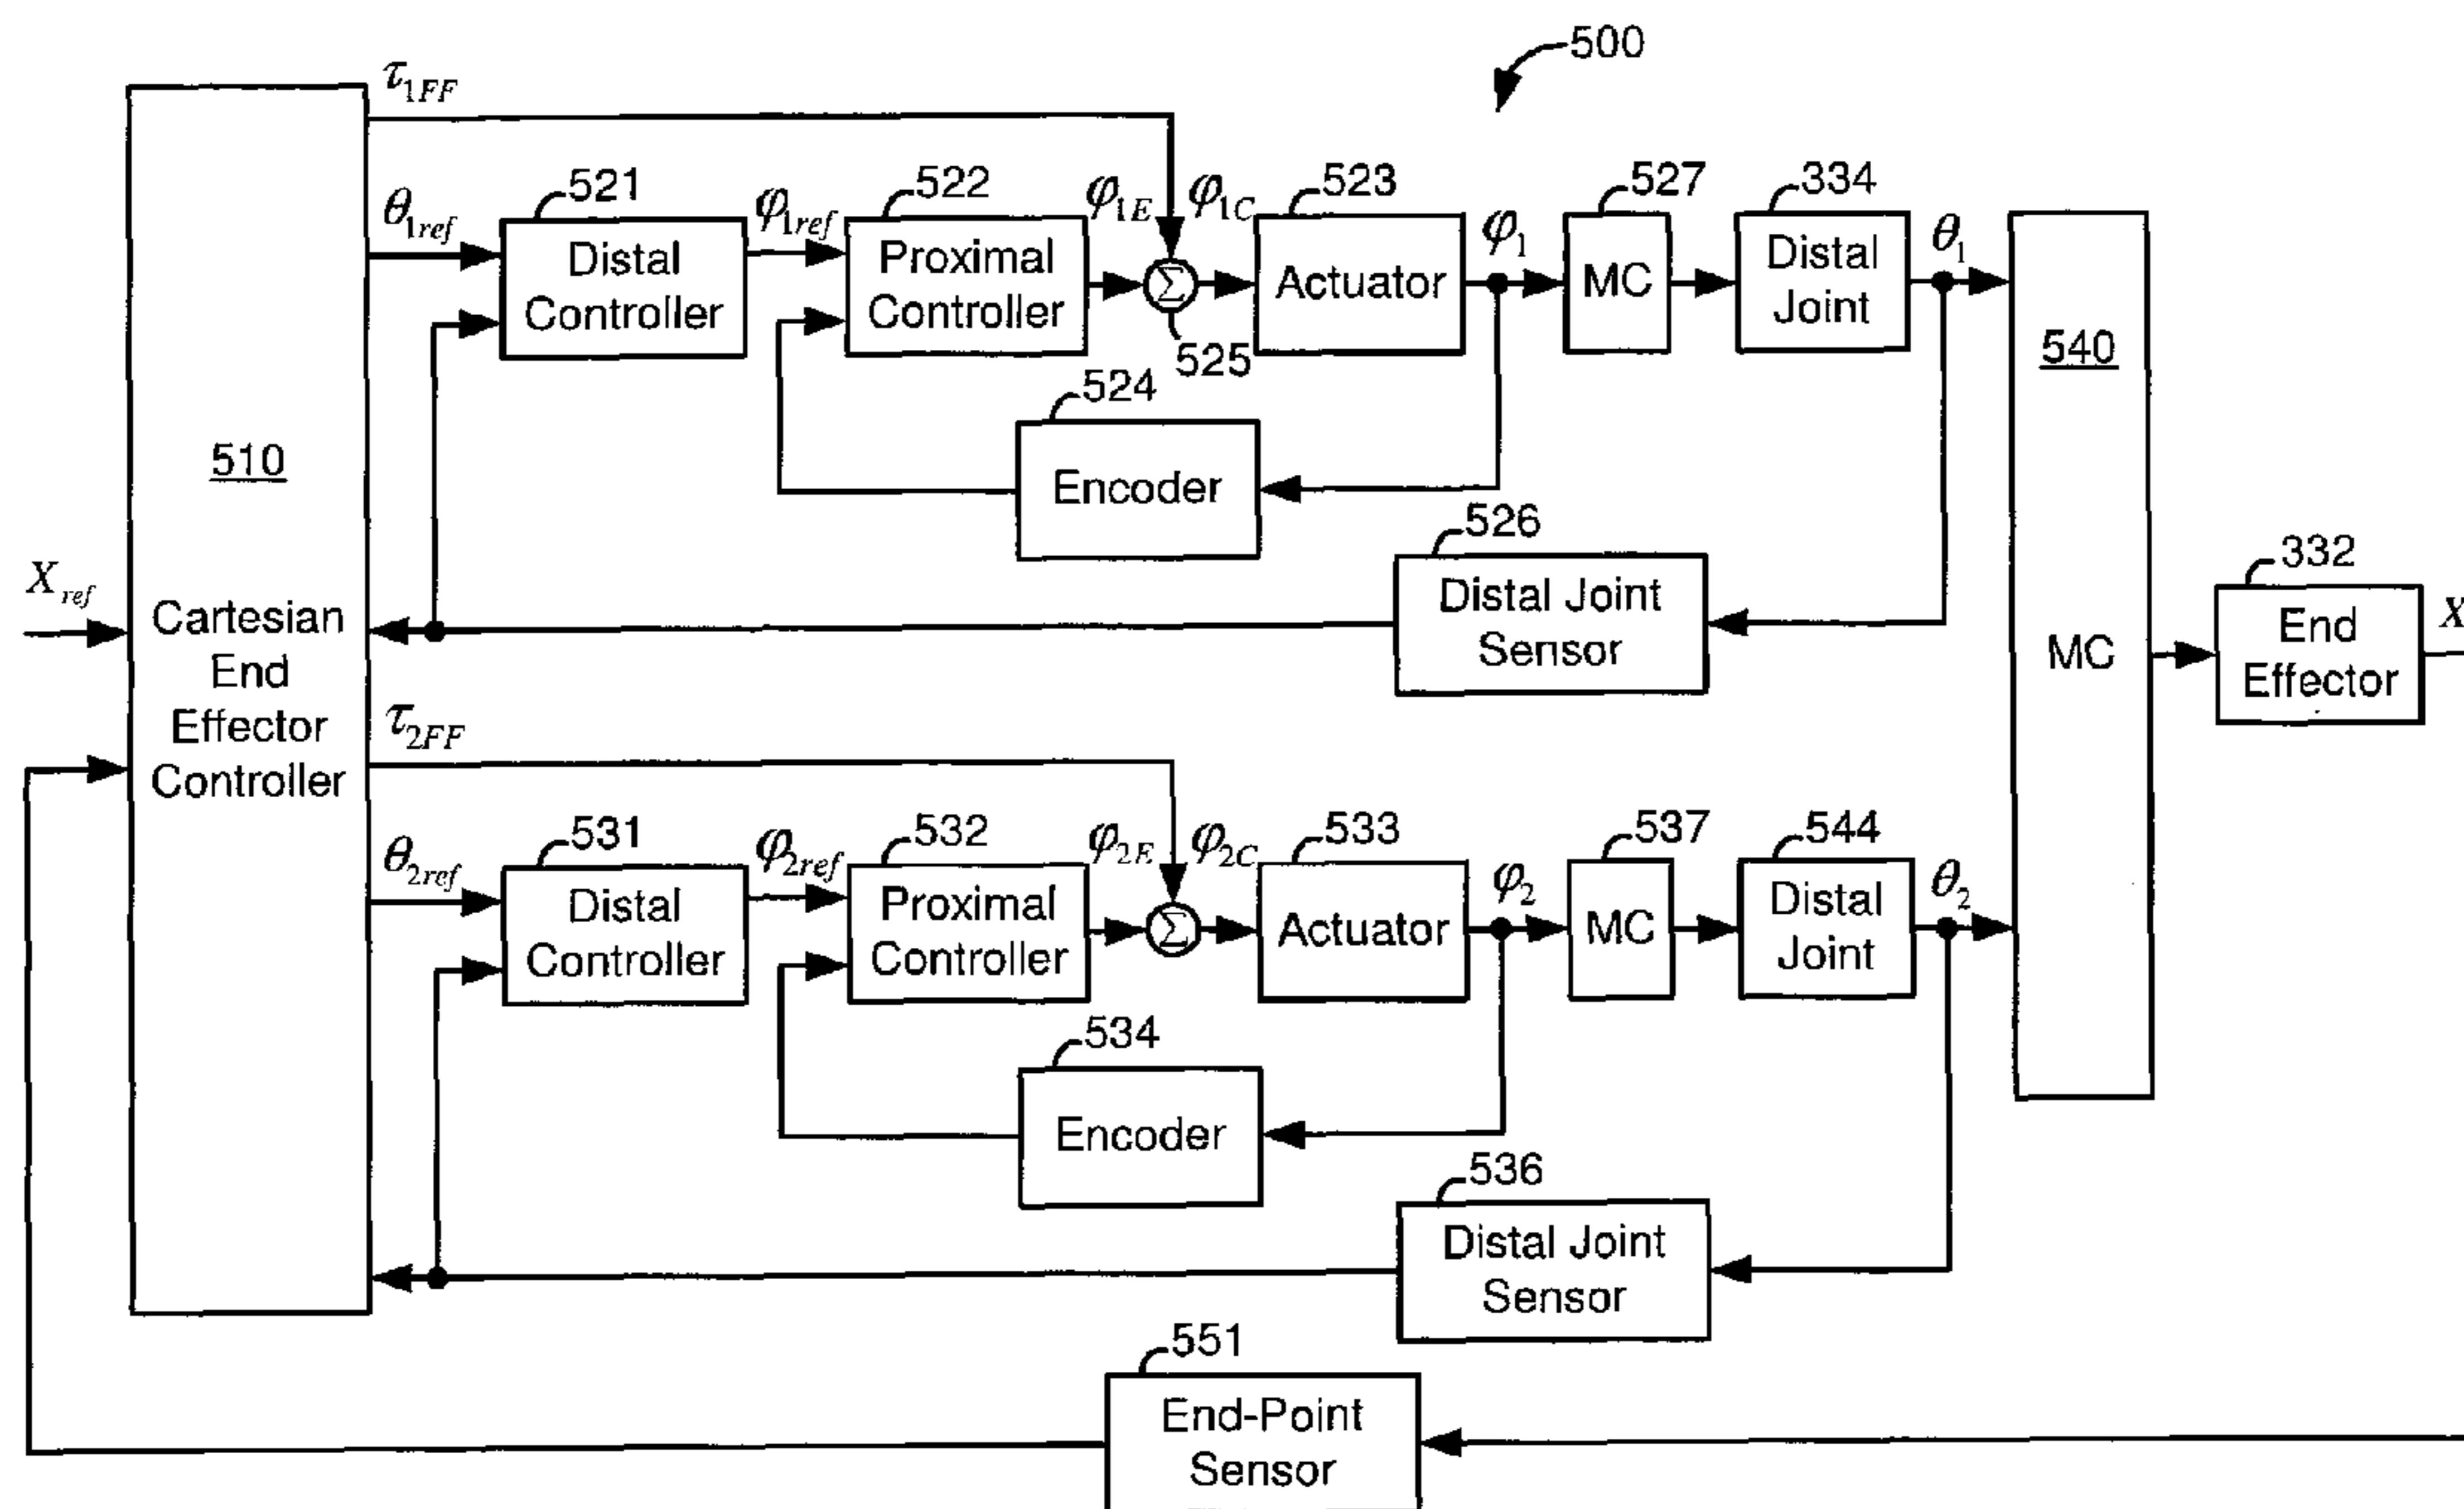 500
τ1FF
θ1ref
521
Distal
Controller
φ1ref
522
Proximal
Controller
φ1E
φ1C
Σ
525
523
Actuator
φ1
527
MC
334
Distal
Joint
θ1
524
Encoder
526
Distal Joint
Sensor
Xref
510
Cartesian
End
Effector
Controller
540
MC
332
End
Effector
X
τ2FF
θ2ref
531
Distal
Controller
φ2ref
532
Proximal
Controller
φ2E
φ2C
Σ
533
Actuator
φ2
537
MC
544
Distal
Joint
θ2
534
Encoder
536
Distal Joint
Sensor
551
End-Point
Sensor